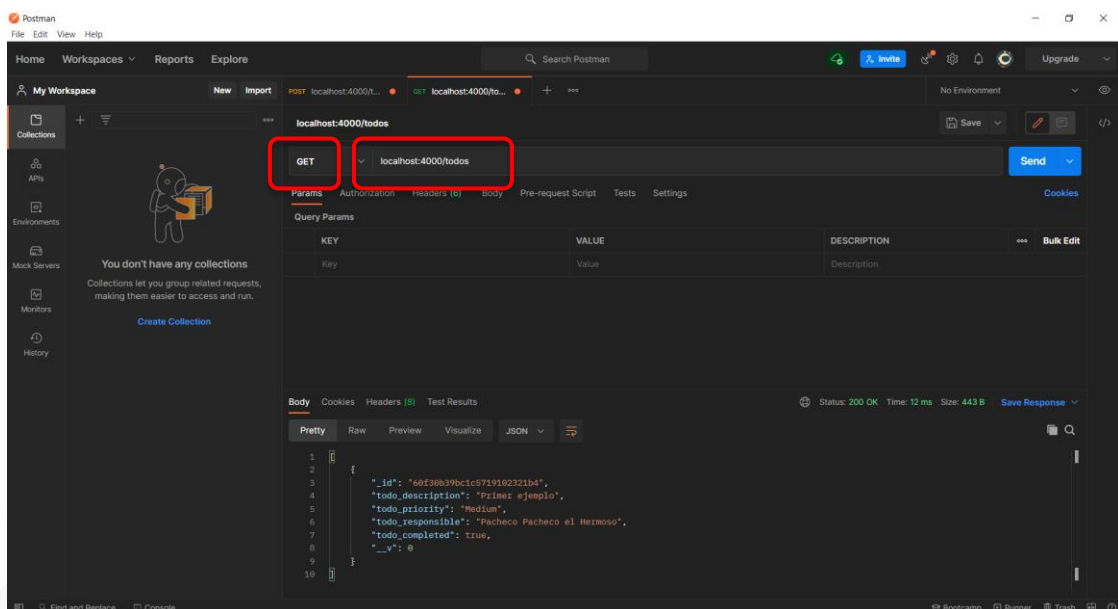 Postman
File Edit View Help
Home Workspaces Reports Explore Search Postman Invite Upgrade
My Workspace New Import POST localhost:4000/t... GET localhost:4000/to... No Environment
Collections
APIs
Environments
Mock Servers
Monitors
History
You don't have any collections
Collections let you group related requests,
making them easier to access and run.
Create Collection
localhost:4000/todos Save
GET localhost:4000/todos Send
Params Authorization Headers (6) Body Pre-request Script Tests Settings Cookies
Query Params
KEY VALUE DESCRIPTION Bulk Edit
Key Value Description
Body Cookies Headers (8) Test Results Status: 200 OK Time: 12 ms Size: 443 B Save Response
Pretty Raw Preview Visualize JSON
1 [
2 {
3 "_id": "60f30b39bc1c5719102321b4",
4 "todo_description": "Primer ejemplo",
5 "todo_priority": "Medium",
6 "todo_responsible": "Pacheco Pacheco el Hermoso",
7 "todo_completed": true,
8 "__v": 0
9 }
10 ]
Find and Replace Console Bootcamp Runner Trash